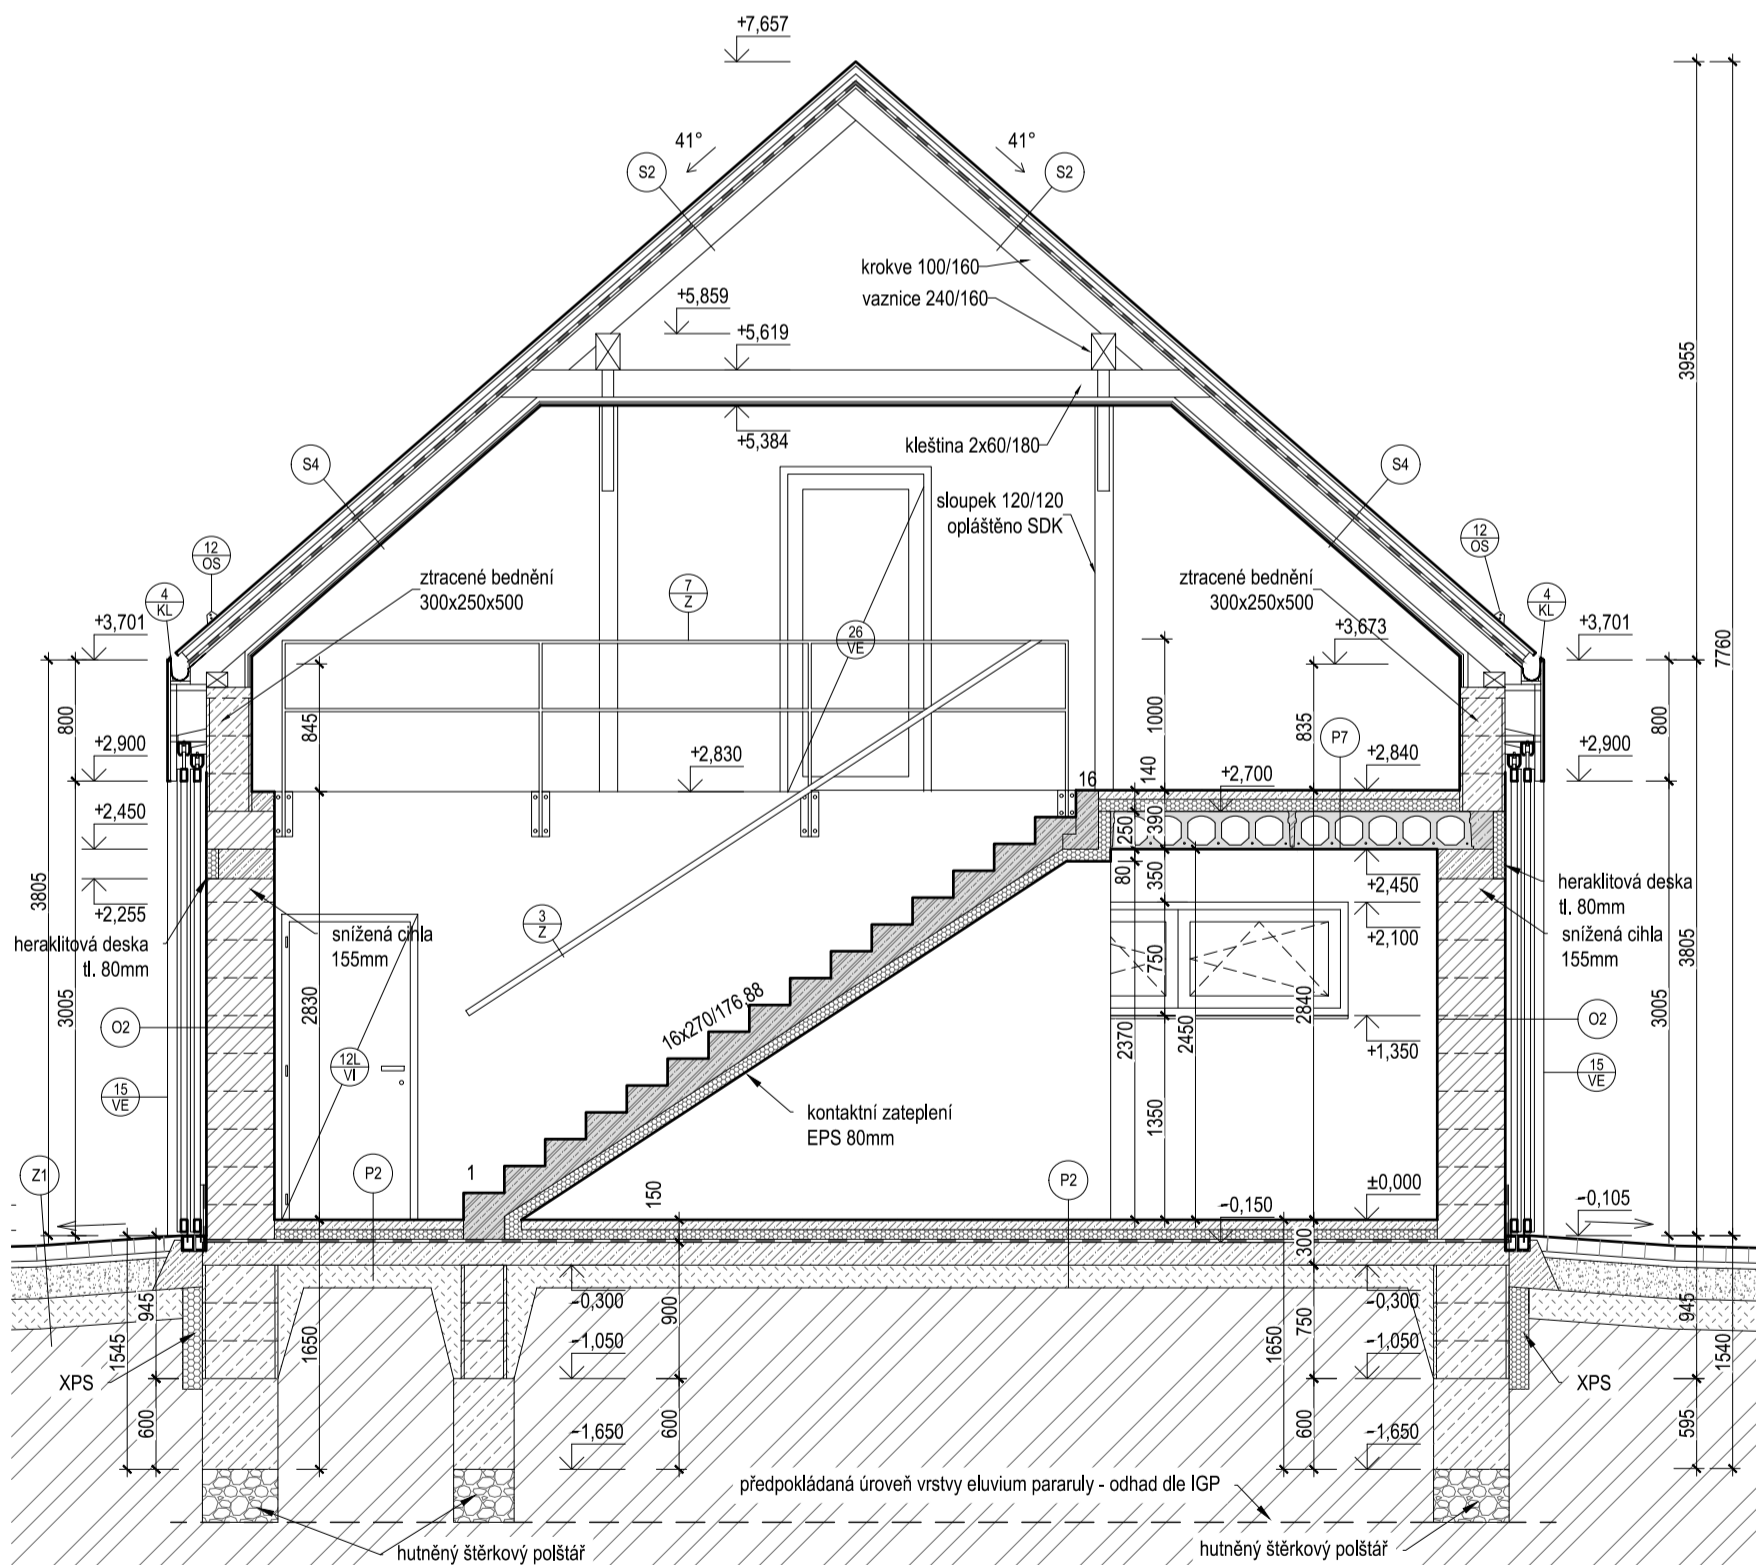 +7,657
41°
41°
S2
S2
krokve 100/160
vaznice 240/160
+5,859
+5,619
3955
+5,384
kleština 2x60/180
S4
S4
sloupek 120/120
opláštěno SDK
12
OS
12
OS
ztracené bednění
300x250x500
ztracené bednění
300x250x500
4
KL
7
Z
4
KL
+3,701
26
VE
+3,673
+3,701
7760
800
845
1000
835
800
+2,900
+2,830
P7
+2,900
140
16
+2,700
+2,840
+2,450
250
390
80
350
+2,450
+2,255
3805
heraklitová deska
tl. 80mm
heraklitová deska
tl. 80mm
snížená cihla
155mm
3
Z
+2,100
snížená cihla
155mm
3805
750
3005
2830
16x270/176,88
2370
2450
2840
3005
O2
O2
+1,350
12L
VI
15
VE
15
VE
kontaktní zateplení
EPS 80mm
1350
Z1
P2
1
P2
150
±0,000
-0,150
-0,105
300
945
-0,300
900
-0,300
945
1545
1650
-1,050
1650
750
-1,050
1540
XPS
XPS
600
-1,650
600
600
-1,650
595
předpokládaná úroveň vrstvy eluvium pararuly - odhad dle IGP
hutněný štěrkový polštář
hutněný štěrkový polštář